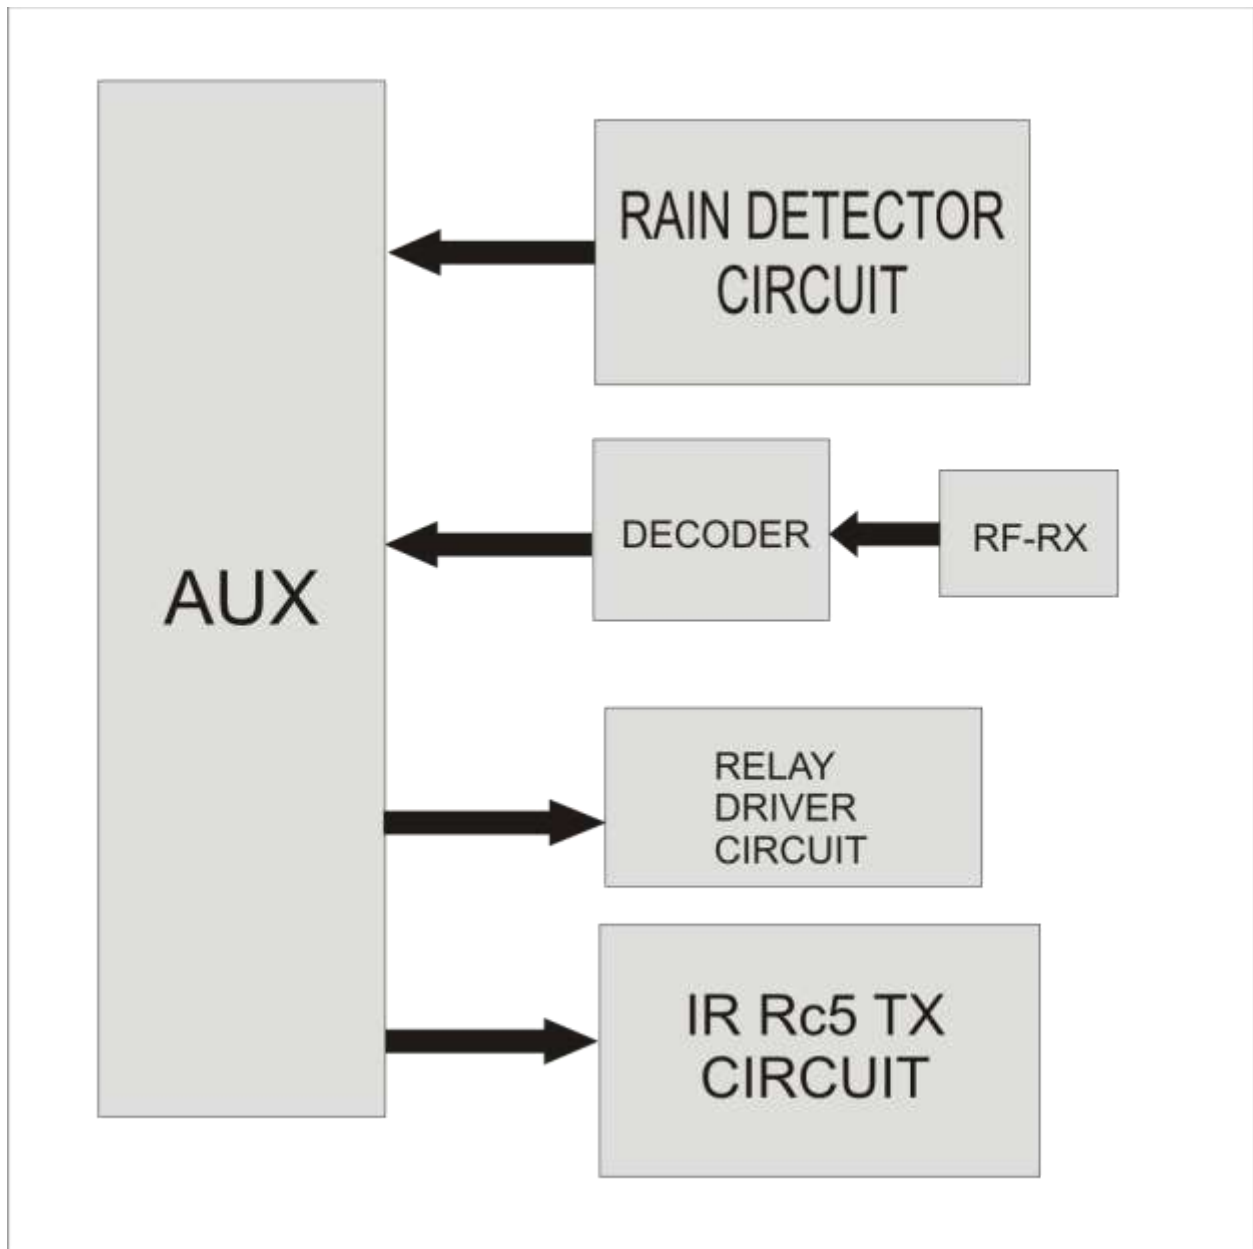 RAIN DETECTOR
CIRCUIT
DECODER
RF-RX
AUX
RELAY
DRIVER
CIRCUIT
IR Rc5 TX
CIRCUIT